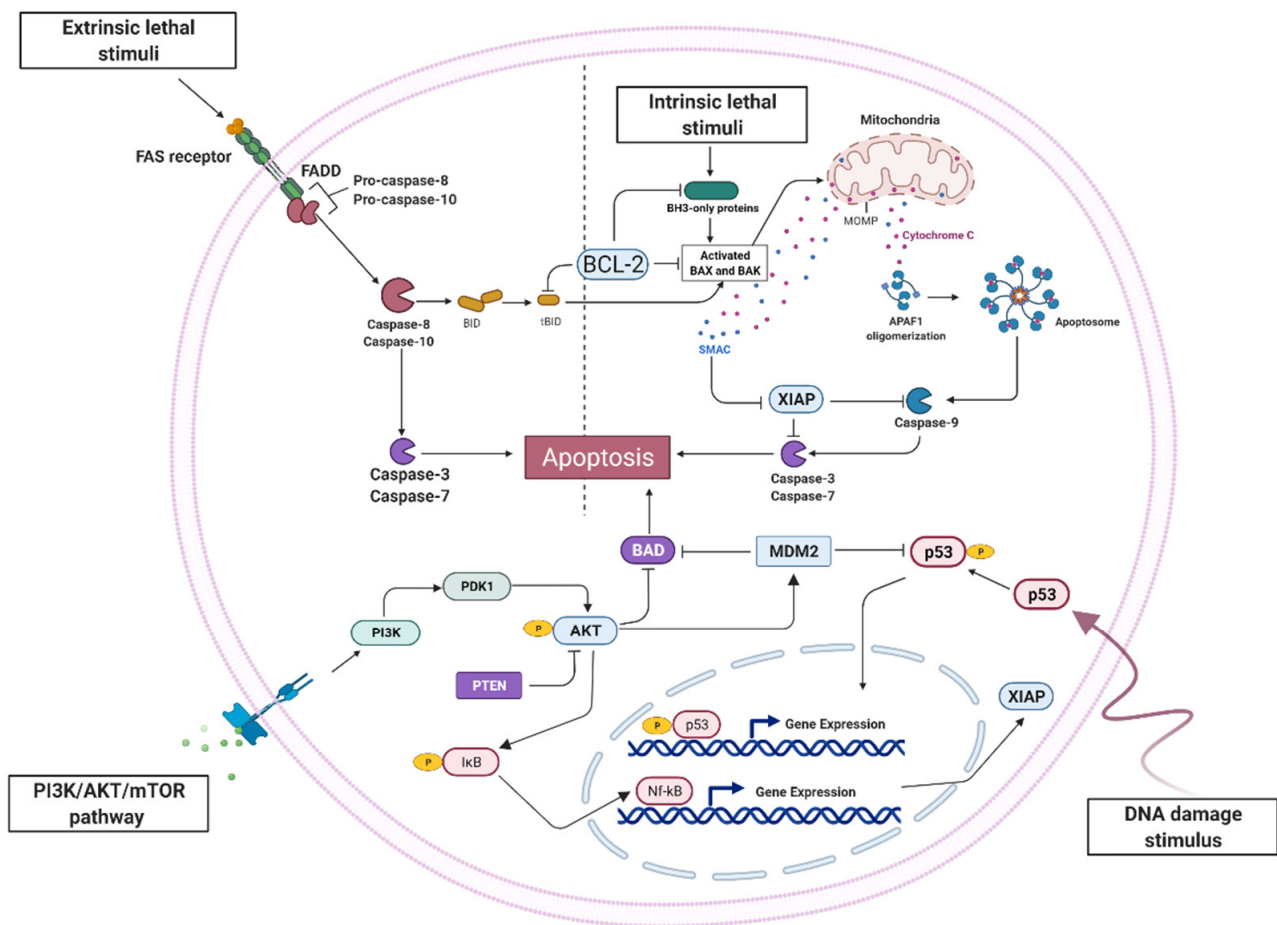 Extrinsic lethal
stimuli
FAS receptor
FADD
Pro-caspase-8
Pro-caspase-10
Intrinsic lethal
stimuli
Mitochondria
BH3-only proteins
MOMP
Cytochrome C
BCL-2
Activated
BAX and BAK
Caspase-8
Caspase-10
BID
tBID
APAF1
oligomerization
Apoptosome
SMAC
XIAP
Caspase-9
Apoptosis
Caspase-3
Caspase-7
Caspase-3
Caspase-7
BAD
MDM2
p53
P
p53
PDK1
PI3K
P
AKT
PTEN
XIAP
P
p53
Gene Expression
P
IκB
Nf-kB
Gene Expression
PI3K/AKT/mTOR
pathway
DNA damage
stimulus